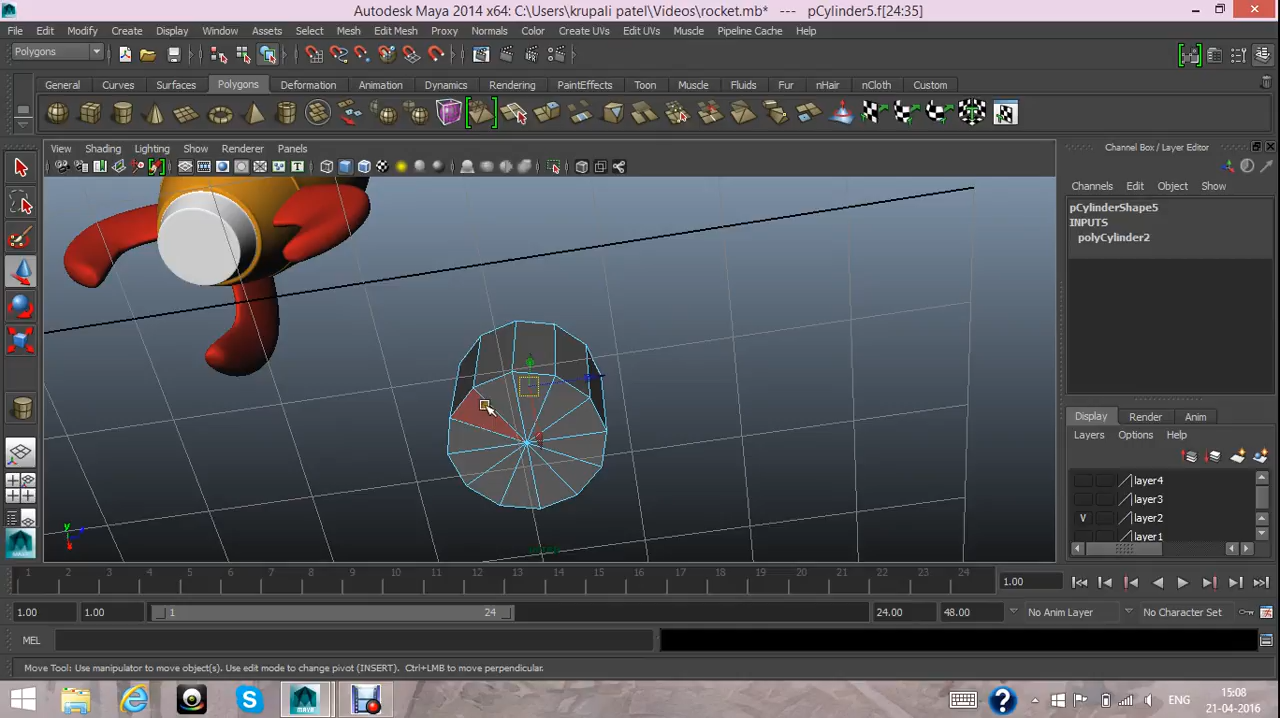 Autodesk Maya 2014 x64: C:\Users\krupali patel\Videos\rocket.mb* --- pCylinder5.f[24:35]
File Edit Modify Create Display Window Assets Select Mesh Edit Mesh Proxy Normals Color Create UVs Edit UVs Muscle Pipeline Cache Help
Polygons
General Curves Surfaces Polygons Deformation Animation Dynamics Rendering PaintEffects Toon Muscle Fluids Fur nHair nCloth Custom
View Shading Lighting Show Renderer Panels
Channel Box / Layer Editor
Channels Edit Object Show
pCylinderShape5
INPUTS
polyCylinder2
Display Render Anim
Layers Options Help
layer4
layer3
V layer2
layer1
1 2 3 4 5 6 7 8 9 10 11 12 13 14 15 16 17 18 19 20 21 22 23 24 1.00
1.00 1.00 1 24 24.00 48.00 No Anim Layer No Character Set
MEL
Move Tool: Use manipulator to move object(s). Use edit mode to change pivot (INSERT). Ctrl+LMB to move perpendicular.
ENG 15:08
21-04-2016